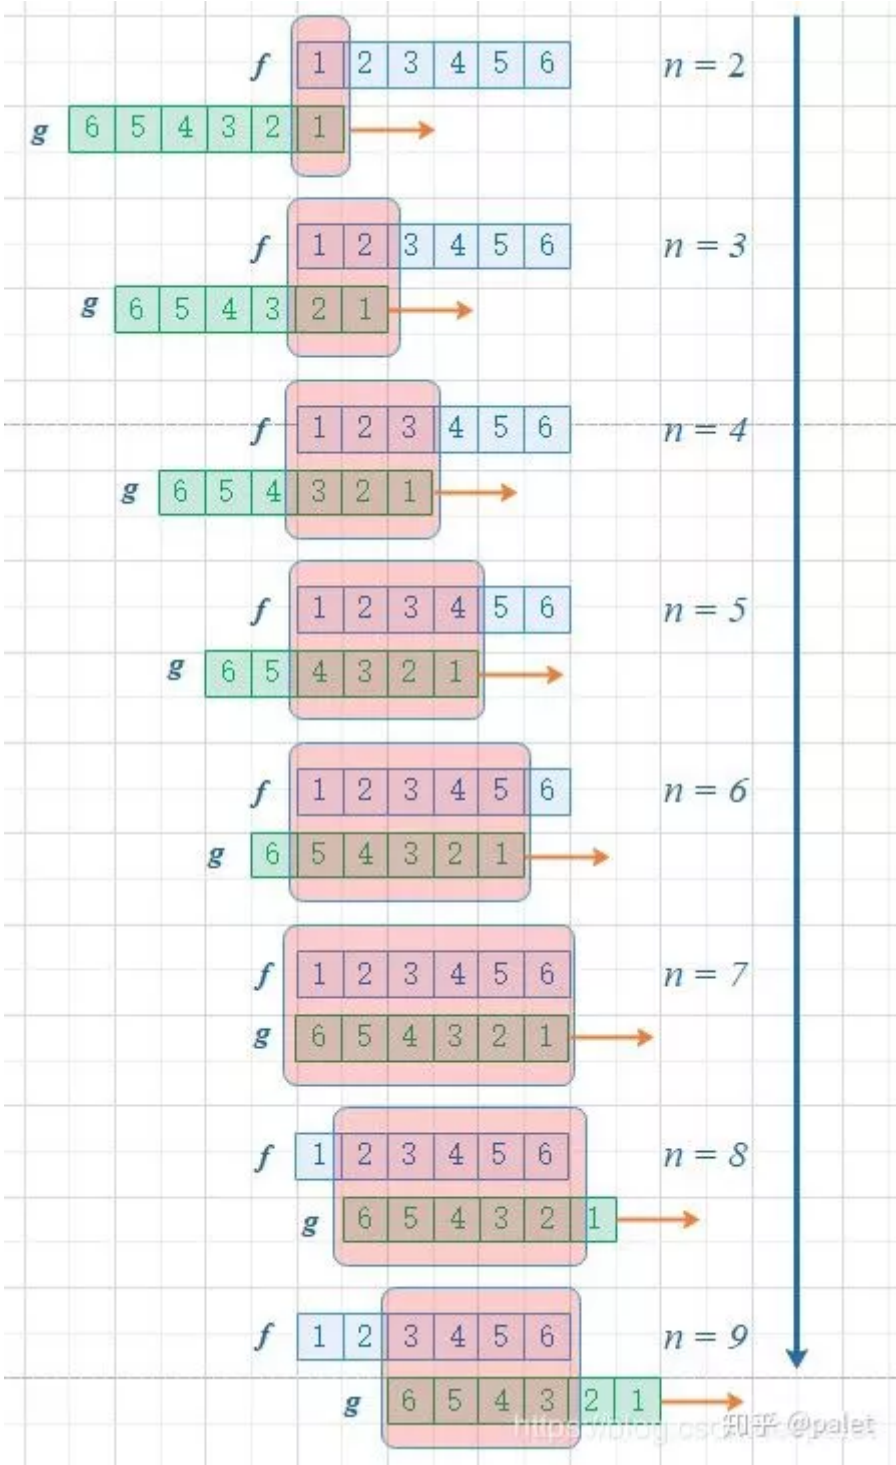 f 1 2 3 4 5 6 n = 2
g 6 5 4 3 2 1
f 1 2 3 4 5 6 n = 3
g 6 5 4 3 2 1
f 1 2 3 4 5 6 n = 4
g 6 5 4 3 2 1
f 1 2 3 4 5 6 n = 5
g 6 5 4 3 2 1
f 1 2 3 4 5 6 n = 6
g 6 5 4 3 2 1
f 1 2 3 4 5 6 n = 7
g 6 5 4 3 2 1
f 1 2 3 4 5 6 n = 8
g 6 5 4 3 2 1
f 1 2 3 4 5 6 n = 9
g 6 5 4 3 2 1
知乎 @palet